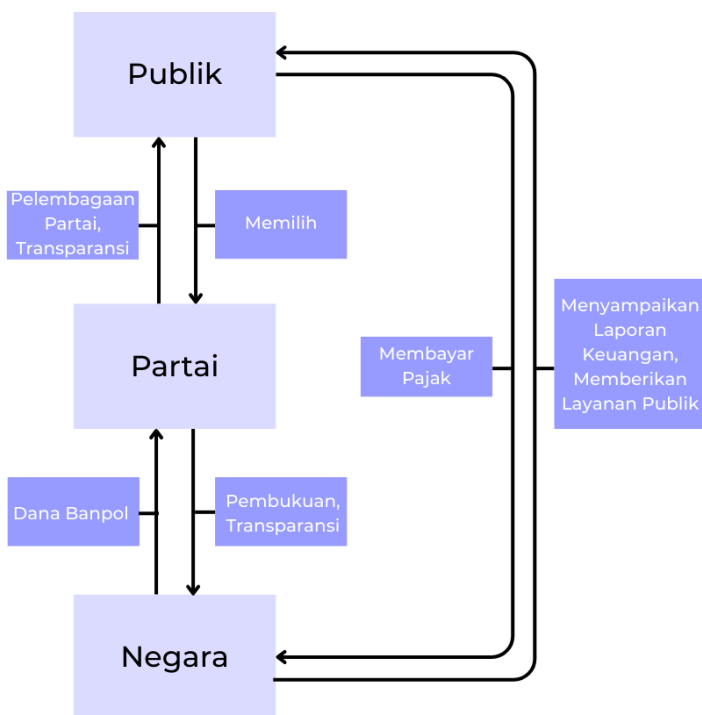 Publik
Pelembagaan
Partai,
Transparansi
Memilih
Partai
Membayar
Pajak
Menyampaikan
Laporan
Keuangan,
Memberikan
Layanan Publik
Dana Banpol
Pembukuan,
Transparansi
Negara